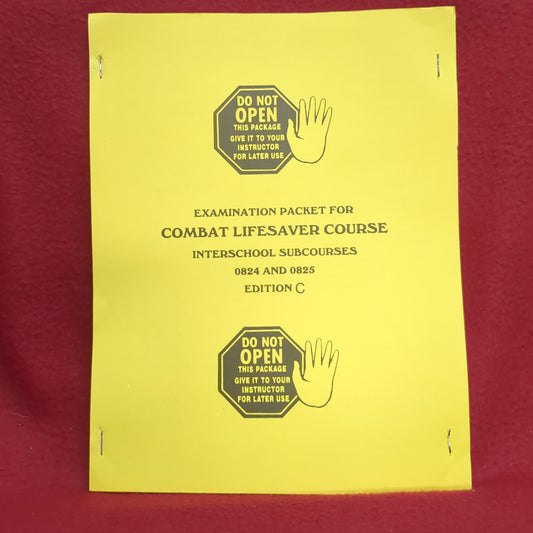 DO NOT
OPEN
THIS PACKAGE
GIVE IT TO YOUR
INSTRUCTOR
FOR LATER USE
EXAMINATION PACKET FOR
COMBAT LIFESAVER COURSE
INTERSCHOOL SUBCOURSES
0824 AND 0825
EDITION C
DO NOT
OPEN
THIS PACKAGE
GIVE IT TO YOUR
INSTRUCTOR
FOR LATER USE